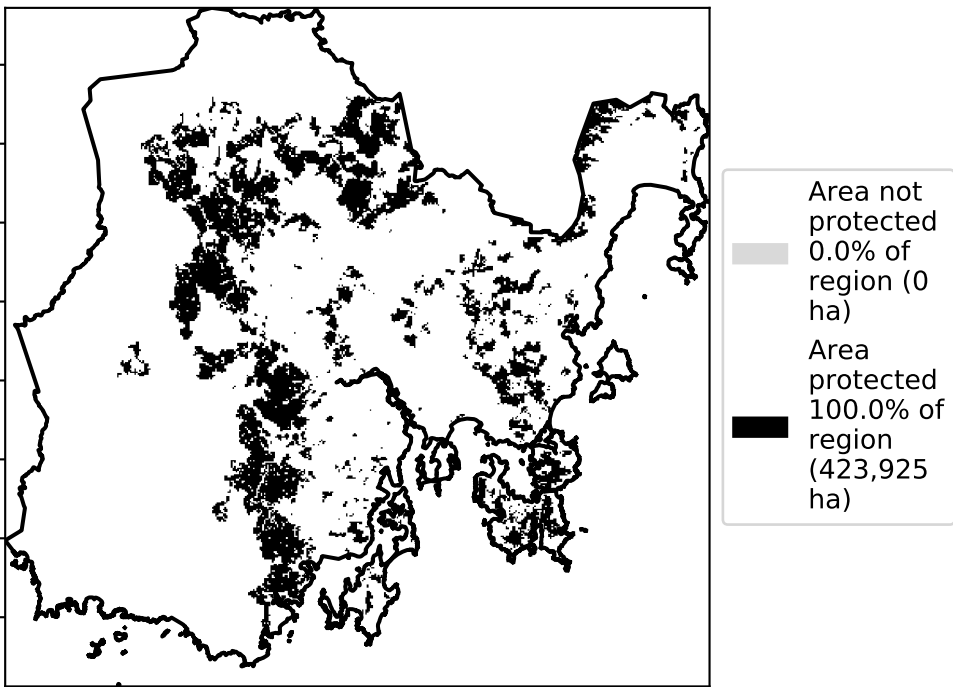 Area not
protected
0.0% of
region (0
ha)
Area
protected
100.0% of
region
(423,925
ha)